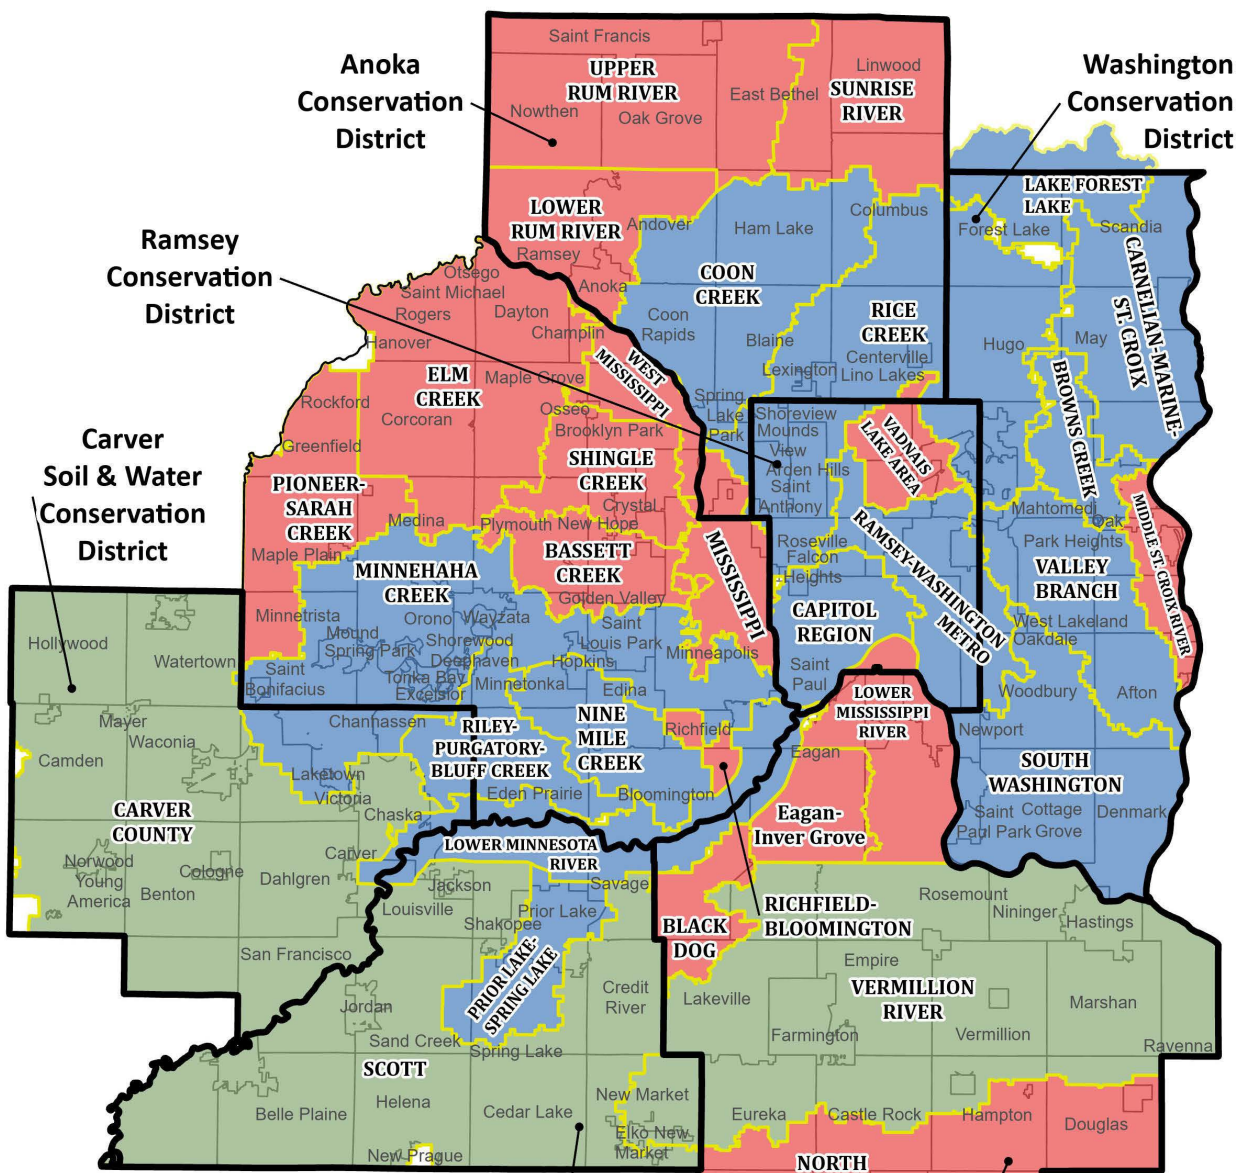 Anoka
Conservation
District
Washington
Conservation
District
Ramsey
Conservation
District
Carver
Soil & Water
Conservation
District
Saint Francis
UPPER
RUM RIVER
Nowthen
Oak Grove
East Bethel
Linwood
SUNRISE
RIVER
LOWER
RUM RIVER
Andover
Ramsey
Anoka
Ham Lake
Columbus
COON
CREEK
Coon
Rapids
Blaine
RICE
CREEK
Centerville
Lexington
Lino Lakes
Spring
Lake
Park
LAKE FOREST
LAKE
Forest Lake
Scandia
CARNELIAN-MARINE-
ST. CROIX
Hugo
May
BROWNS CREEK
Otsego
Saint Michael
Rogers
Dayton
Champlin
Hanover
WEST
MISSISSIPPI
ELM
CREEK
Maple Grove
Rockford
Corcoran
Osseo
Brooklyn Park
Greenfield
SHINGLE
CREEK
Crystal
PIONEER-
SARAH
CREEK
Medina
Plymouth
New Hope
Maple Plain
BASSETT
CREEK
Golden Valley
MISSISSIPPI
Shoreview
Mounds
View
Arden Hills
Saint
Anthony
VADNAIS
LAKE AREA
Roseville
Falcon
Heights
RAMSEY-WASHINGTON
METRO
CAPITOL
REGION
Saint
Paul
Mahtomedi
Oak
Park Heights
VALLEY
BRANCH
MIDDLE ST. CROIX RIVER
West Lakeland
Oakdale
Woodbury
Afton
Newport
SOUTH
WASHINGTON
Saint
Paul Park
Cottage
Grove
Denmark
MINNEHAHA
CREEK
Minnetrista
Orono
Wayzata
Mound
Spring Park
Shorewood
Deephaven
Tonka Bay
Excelsior
Saint
Bonifacius
Saint
Louis Park
Hopkins
Minneapolis
Minnetonka
Edina
NINE
MILE
CREEK
Richfield
RILEY-
PURGATORY-
BLUFF CREEK
Eden Prairie
Bloomington
Chanhassen
Laketown
Victoria
Chaska
Carver
Hollywood
Watertown
Mayer
Waconia
Camden
CARVER
COUNTY
Norwood
Young
America
Cologne
Benton
Dahlgren
San Francisco
LOWER MINNESOTA
RIVER
LOWER
MISSISSIPPI
RIVER
Eagan
Eagan-
Inver Grove
Jackson
Louisville
Savage
Shakopee
Prior Lake
PRIOR LAKE-
SPRING LAKE
Credit
River
Jordan
Sand Creek
Spring Lake
SCOTT
Belle Plaine
Helena
Cedar Lake
New Market
Elko New
Market
New Prague
BLACK
DOG
RICHFIELD-
BLOOMINGTON
Rosemount
Nininger
Hastings
Empire
VERMILLION
RIVER
Lakeville
Farmington
Vermillion
Marshan
Ravenna
Eureka
Castle Rock
Hampton
Douglas
NORTH